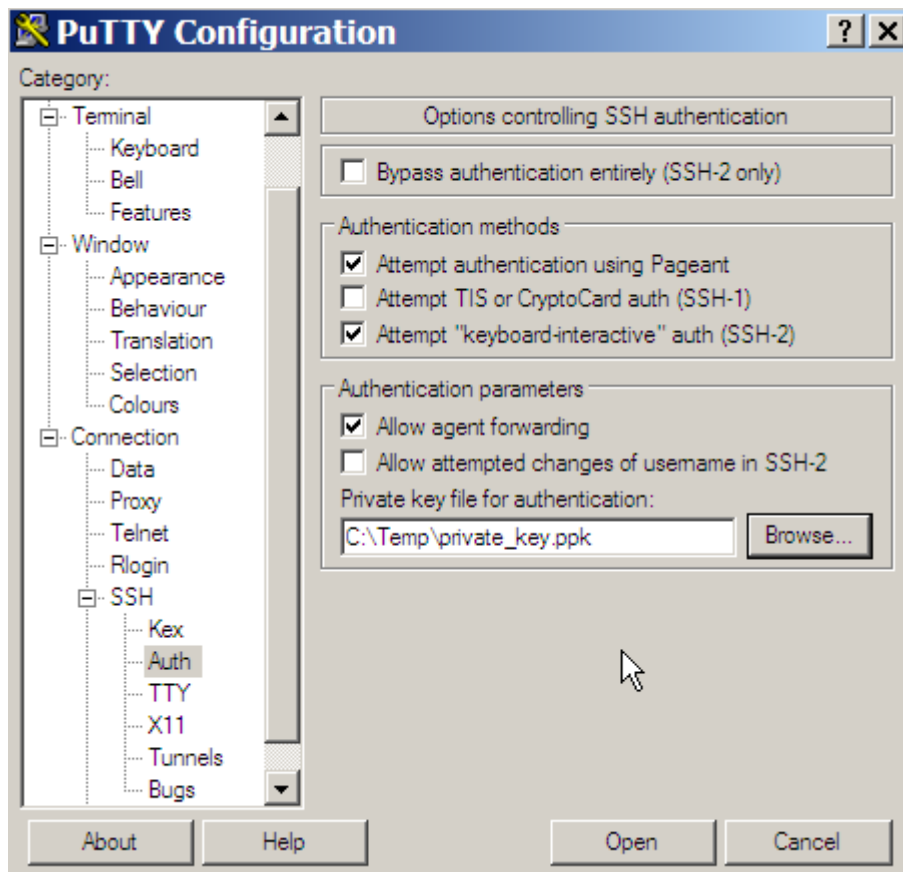 PuTTY Configuration
?
Category:
Terminal
Keyboard
Bell
Features
Window
Appearance
Behaviour
Translation
Selection
Colours
Connection
Data
Proxy
Telnet
Rlogin
SSH
Kex
Auth
TTY
X11
Tunnels
Bugs
Options controlling SSH authentication
Bypass authentication entirely (SSH-2 only)
Authentication methods
Attempt authentication using Pageant
Attempt TIS or CryptoCard auth (SSH-1)
Attempt "keyboard-interactive" auth (SSH-2)
Authentication parameters
Allow agent forwarding
Allow attempted changes of username in SSH-2
Private key file for authentication:
C:\Temp\private_key.ppk
Browse...
About
Help
Open
Cancel